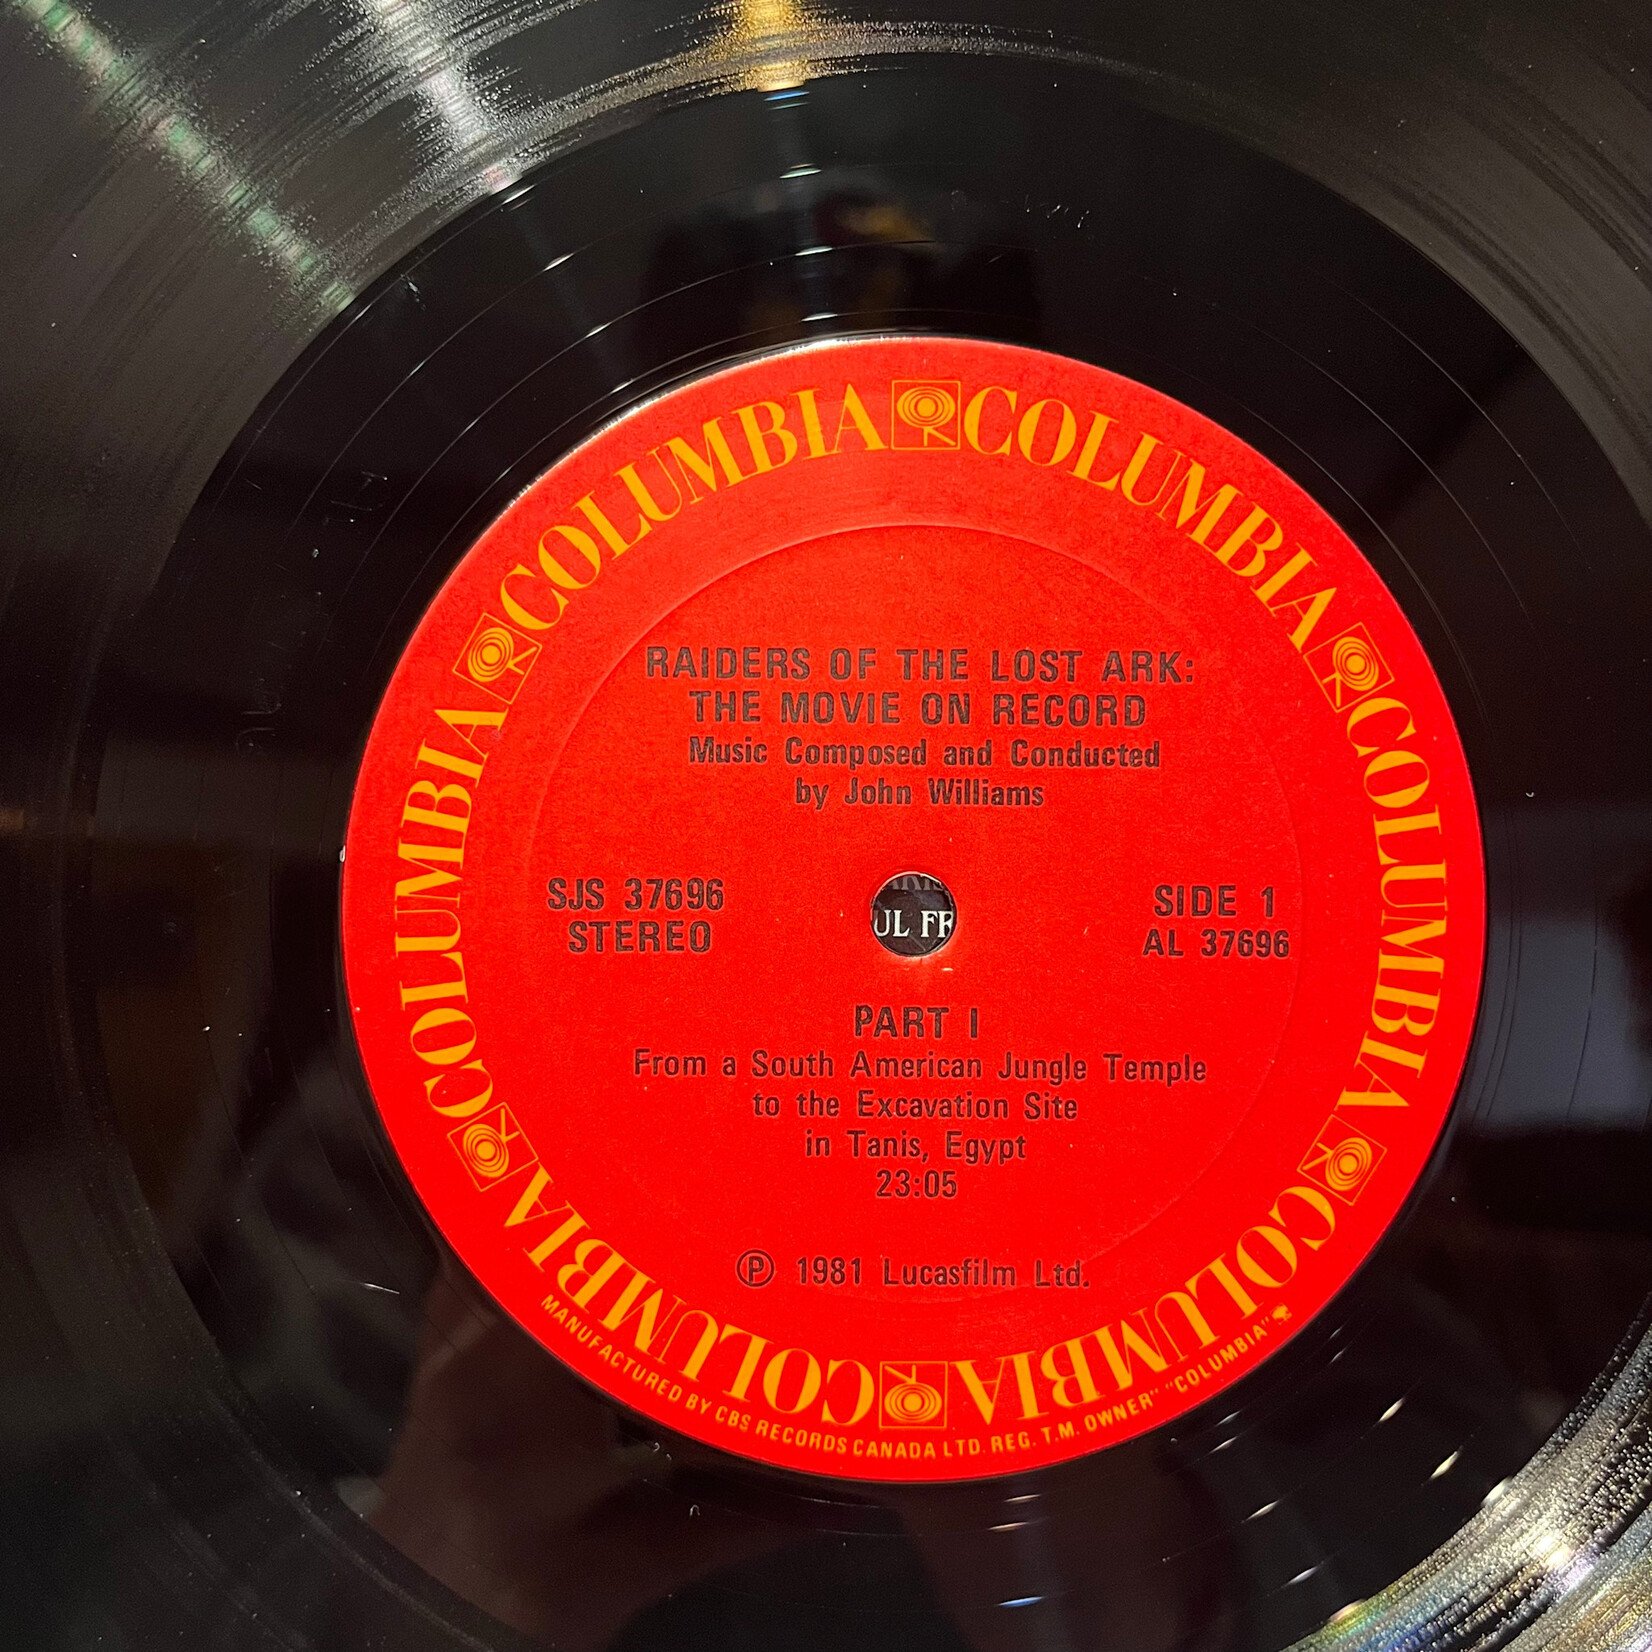 COLUMBIA COLUMBIA COLUMBIA COLUMBIA COLUMBIA COLUMBIA
RAIDERS OF THE LOST ARK:
THE MOVIE ON RECORD
Music Composed and Conducted
by John Williams
SJS 37696
STEREO
SIDE 1
AL 37696
UL FR
PART I
From a South American Jungle Temple
to the Excavation Site
in Tanis, Egypt
23:05
Ⓟ 1981 Lucasfilm Ltd.
MANUFACTURED BY CBS RECORDS CANADA LTD. REG. T.M. OWNER" "COLUMBIA"